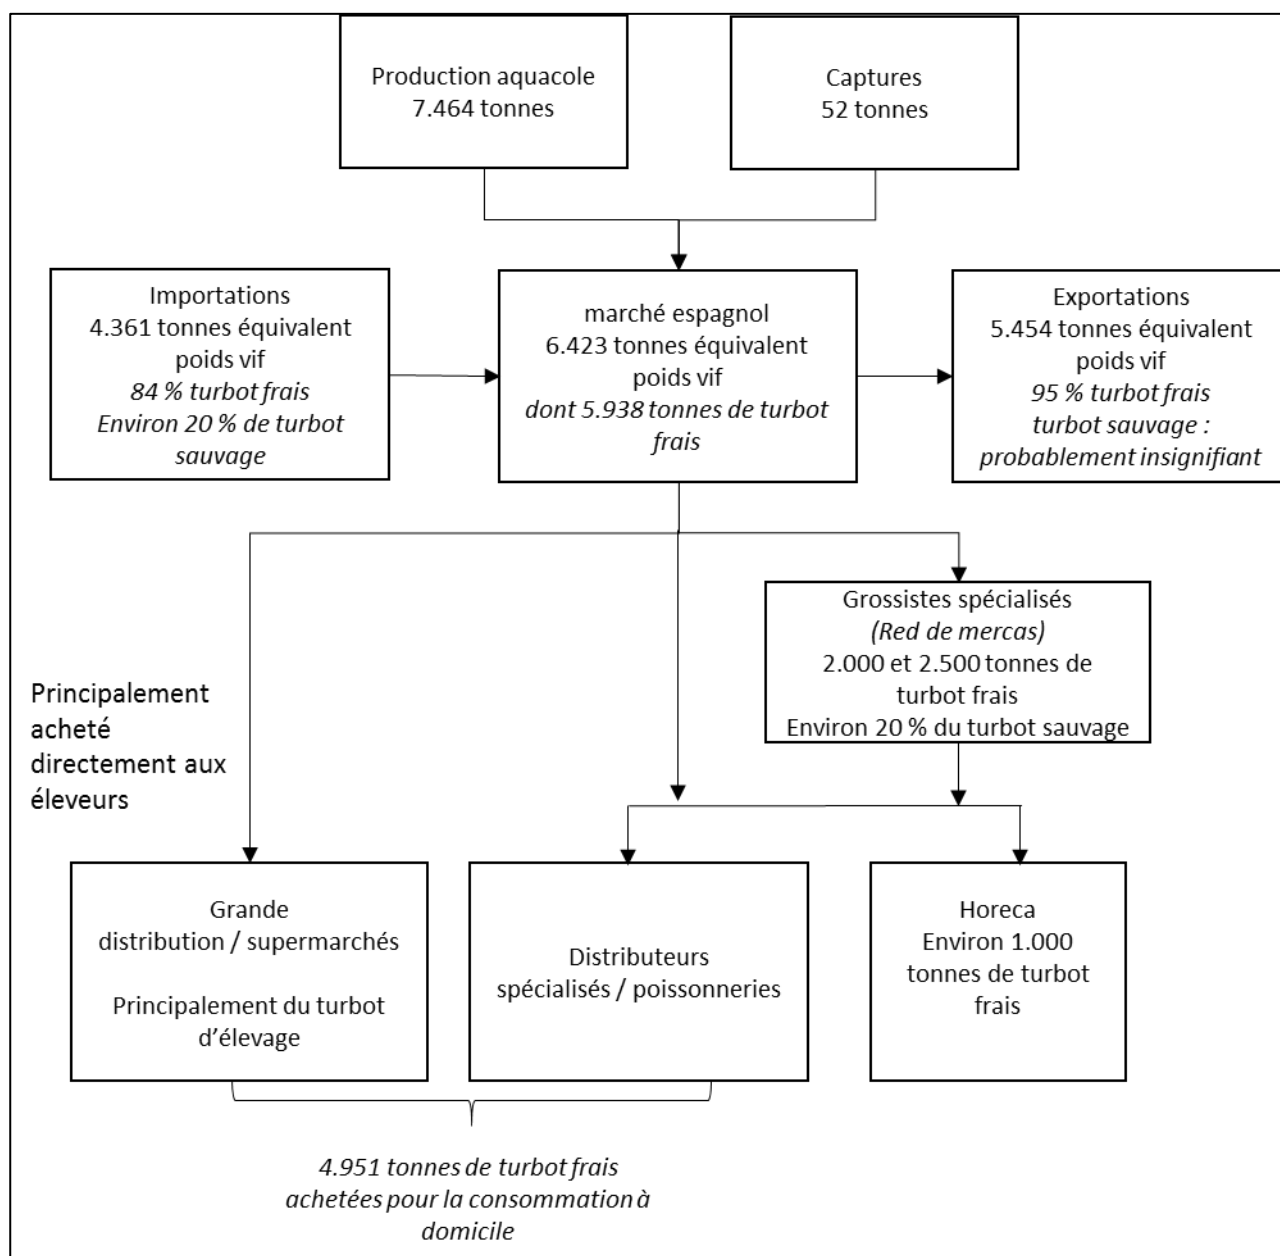 Production aquacole
7.464 tonnes
Captures
52 tonnes
Importations
4.361 tonnes équivalent
poids vif
84 % turbot frais
Environ 20 % de turbot
sauvage
marché espagnol
6.423 tonnes équivalent
poids vif
dont 5.938 tonnes de turbot
frais
Exportations
5.454 tonnes équivalent
poids vif
95 % turbot frais
turbot sauvage :
probablement insignifiant
Grossistes spécialisés
(Red de mercas)
2.000 et 2.500 tonnes de
turbot frais
Environ 20 % du turbot sauvage
Principalement
acheté
directement aux
éleveurs
Grande
distribution / supermarchés
Principalement du turbot
d’élevage
Distributeurs
spécialisés / poissonneries
Horeca
Environ 1.000
tonnes de turbot
frais
4.951 tonnes de turbot frais
achetées pour la consommation à
domicile